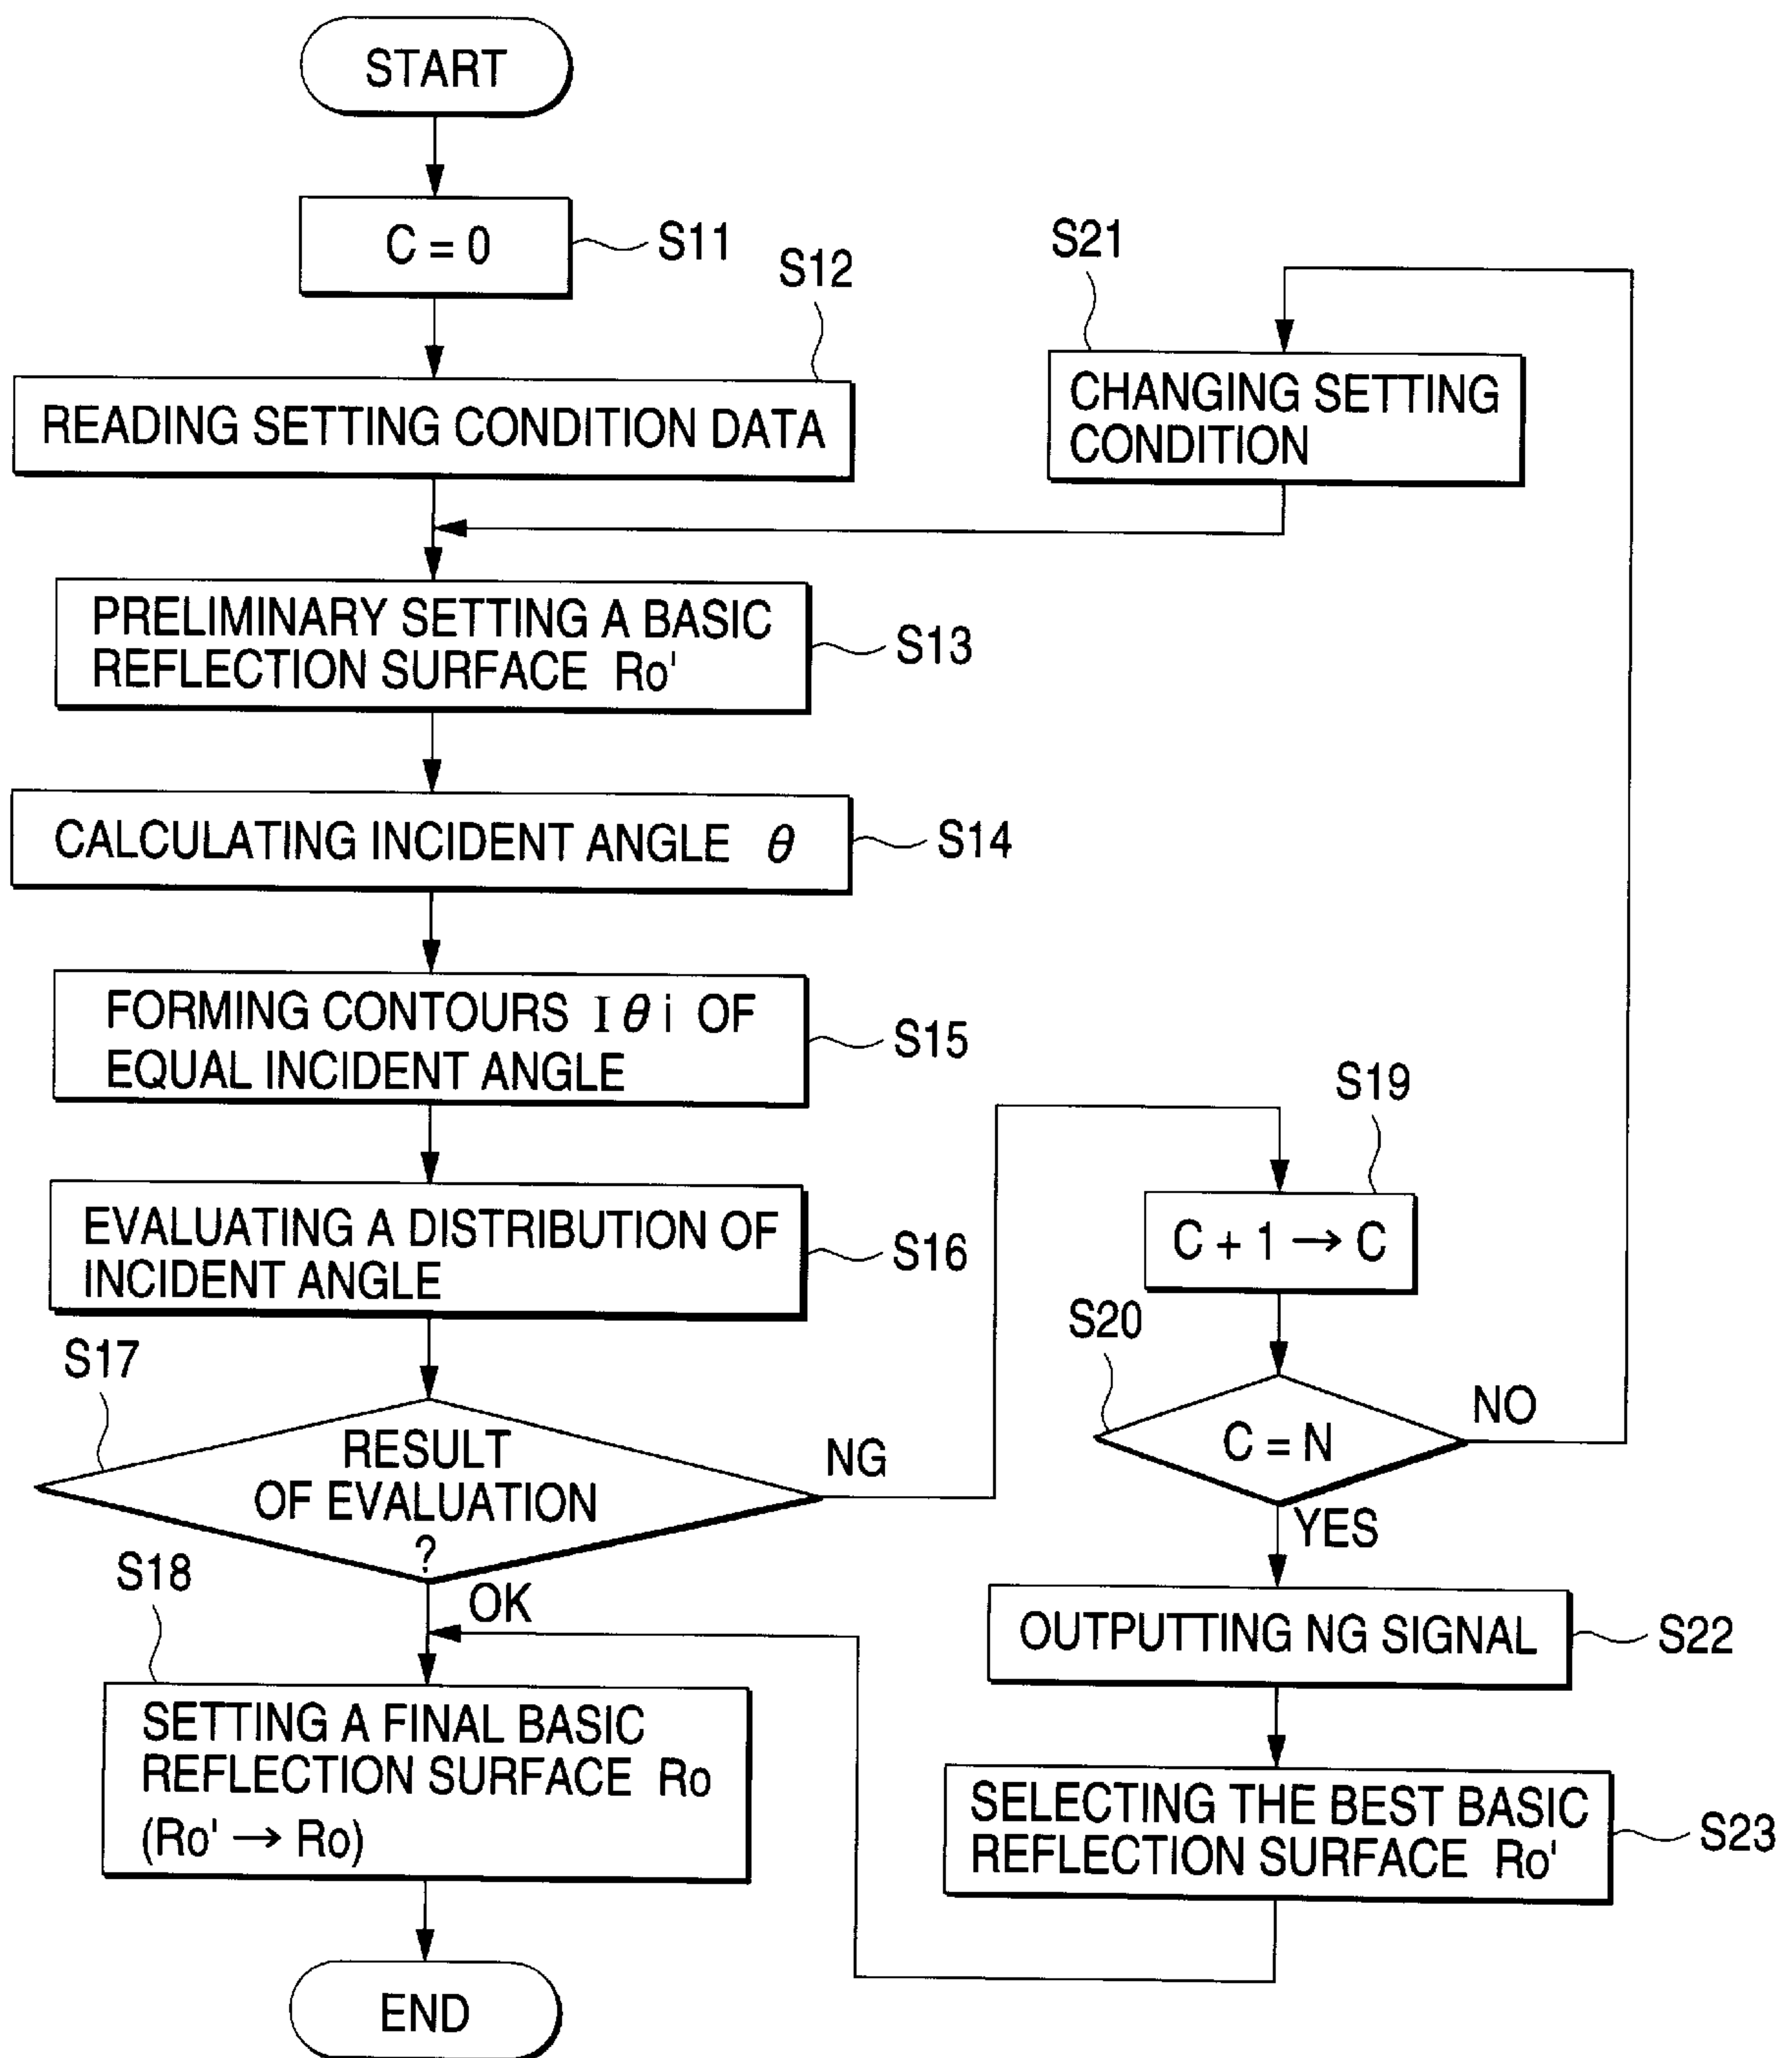 START
C = 0
S11
S12
READING SETTING CONDITION DATA
S21
CHANGING SETTING
CONDITION
PRELIMINARY SETTING A BASIC
REFLECTION SURFACE Ro'
S13
CALCULATING INCIDENT ANGLE θ
S14
FORMING CONTOURS I θ i OF
EQUAL INCIDENT ANGLE
S15
EVALUATING A DISTRIBUTION OF
INCIDENT ANGLE
S16
S17
RESULT
OF EVALUATION
?
NG
OK
S18
SETTING A FINAL BASIC
REFLECTION SURFACE Ro
(Ro' → Ro)
END
S19
C + 1 → C
S20
C = N
NO
YES
OUTPUTTING NG SIGNAL
S22
SELECTING THE BEST BASIC
REFLECTION SURFACE Ro'
S23